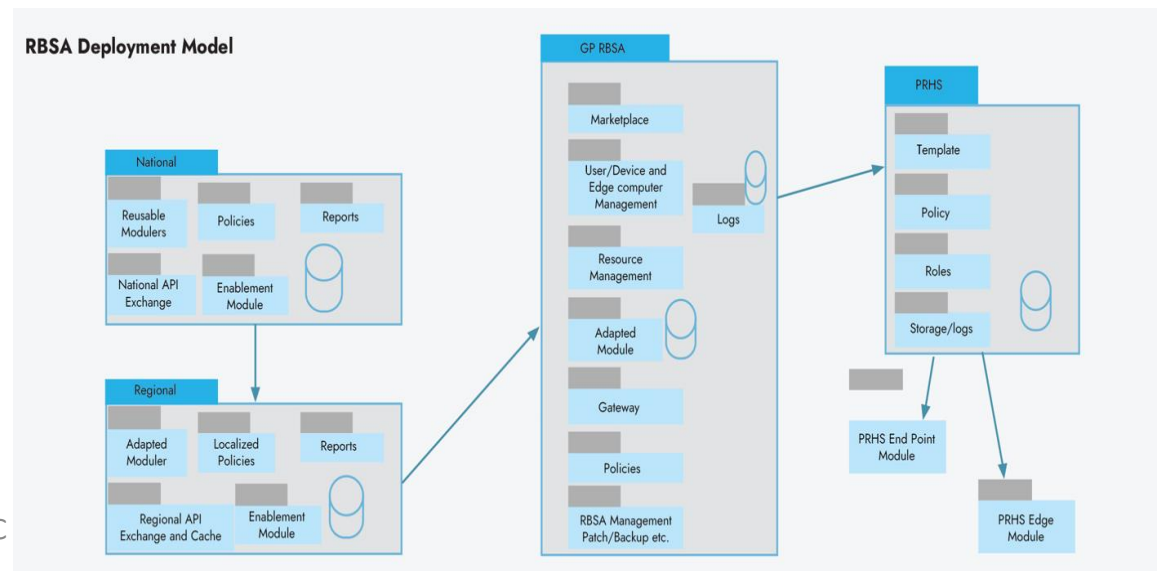 RBSA Deployment Model
National
Reusable
Modulers
Policies
Reports
National API
Exchange
Enablement
Module
Regional
Adapted
Moduler
Localized
Policies
Reports
Regional API
Exchange and Cache
Enablement
Module
GP RBSA
Marketplace
User/Device and
Edge computer
Management
Logs
Resource
Management
Adapted
Module
Gateway
Policies
RBSA Management
Patch/Backup etc.
PRHS
Template
Policy
Roles
Storage/logs
PRHS End Point
Module
PRHS Edge
Module